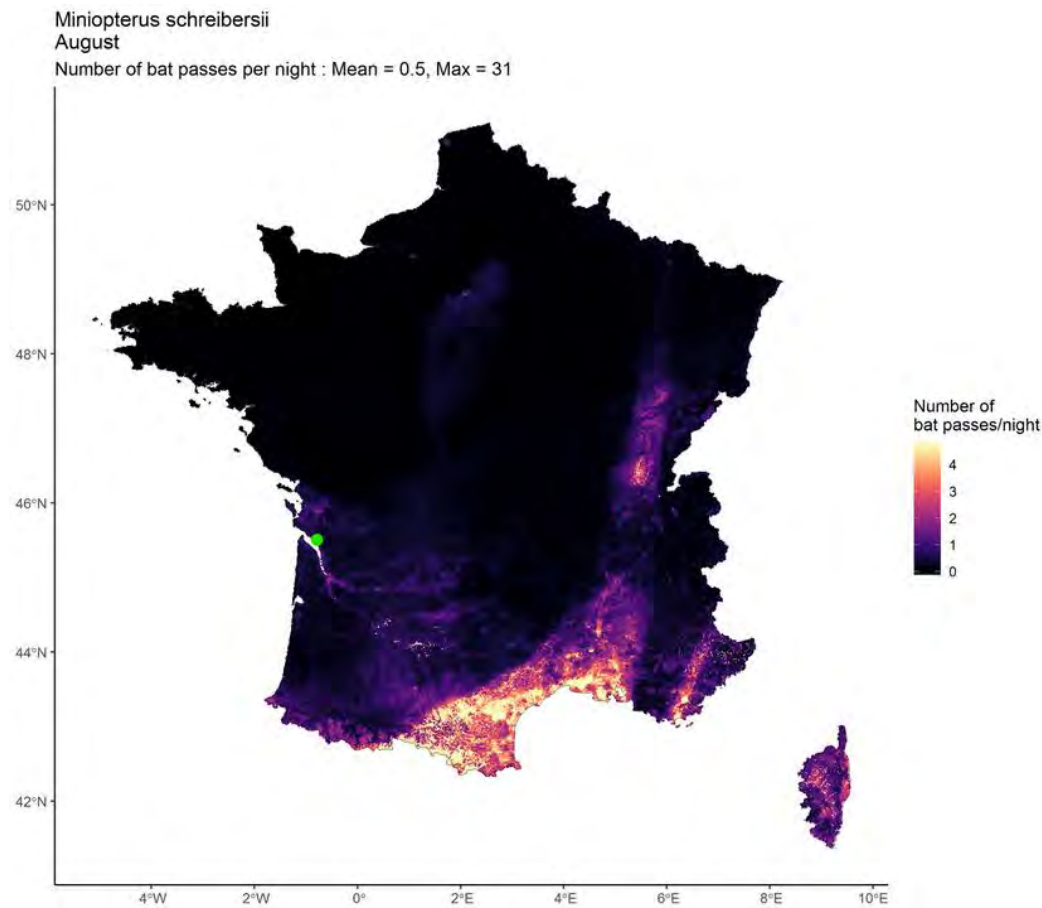 Miniopterus schreibersii
August
Number of bat passes per night : Mean = 0.5, Max = 31
50°N
48°N
46°N
44°N
42°N
4°W
2°W
0°
2°E
4°E
6°E
8°E
10°E
Number of
bat passes/night
4
3
2
1
0